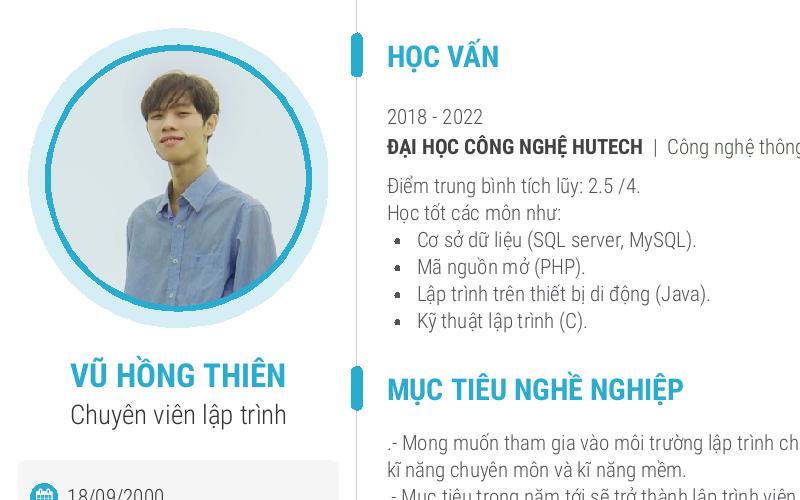 HỌC VẤN
2018 - 2022
ĐẠI HỌC CÔNG NGHỆ HUTECH | Công nghệ thông
Điểm trung bình tích lũy: 2.5 /4.
Học tốt các môn như:
• Cơ sở dữ liệu (SQL server, MySQL).
• Mã nguồn mở (PHP).
• Lập trình trên thiết bị di động (Java).
• Kỹ thuật lập trình (C).
VŨ HỒNG THIÊN
Chuyên viên lập trình
18/09/2000
MỤC TIÊU NGHỀ NGHIỆP
.- Mong muốn tham gia vào môi trường lập trình ch
kĩ năng chuyên môn và kĩ năng mềm.
.- Mục tiêu trong năm tới sẽ trở thành lập trình viên